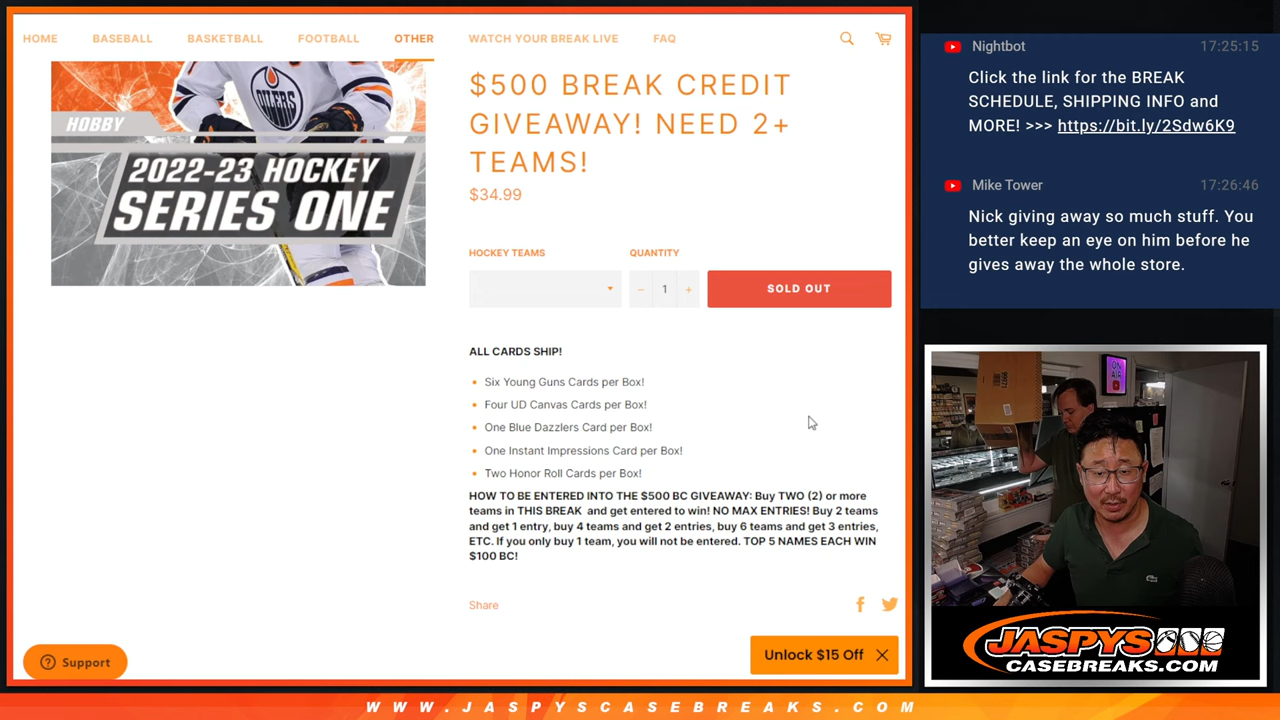 HOME BASEBALL BASKETBALL FOOTBALL OTHER WATCH YOUR BREAK LIVE FAQ
OILERS
HOBBY
2022-23 HOCKEY
SERIES ONE
$500 BREAK CREDIT
GIVEAWAY! NEED 2+
TEAMS!
$34.99
HOCKEY TEAMS QUANTITY
− 1 + SOLD OUT
ALL CARDS SHIP!
Six Young Guns Cards per Box!
Four UD Canvas Cards per Box!
One Blue Dazzlers Card per Box!
One Instant Impressions Card per Box!
Two Honor Roll Cards per Box!
HOW TO BE ENTERED INTO THE $500 BC GIVEAWAY: Buy TWO (2) or more
teams in THIS BREAK and get entered to win! NO MAX ENTRIES! Buy 2 teams
and get 1 entry, buy 4 teams and get 2 entries, buy 6 teams and get 3 entries,
ETC. If you only buy 1 team, you will not be entered. TOP 5 NAMES EACH WIN
$100 BC!
Share
Support
Unlock $15 Off
Nightbot 17:25:15
Click the link for the BREAK
SCHEDULE, SHIPPING INFO and
MORE! >>> https://bit.ly/2Sdw6K9
Mike Tower 17:26:46
Nick giving away so much stuff. You
better keep an eye on him before he
gives away the whole store.
ON
AIR
JASPYS
CASEBREAKS.COM
WWW.JASPYSCASEBREAKS.COM